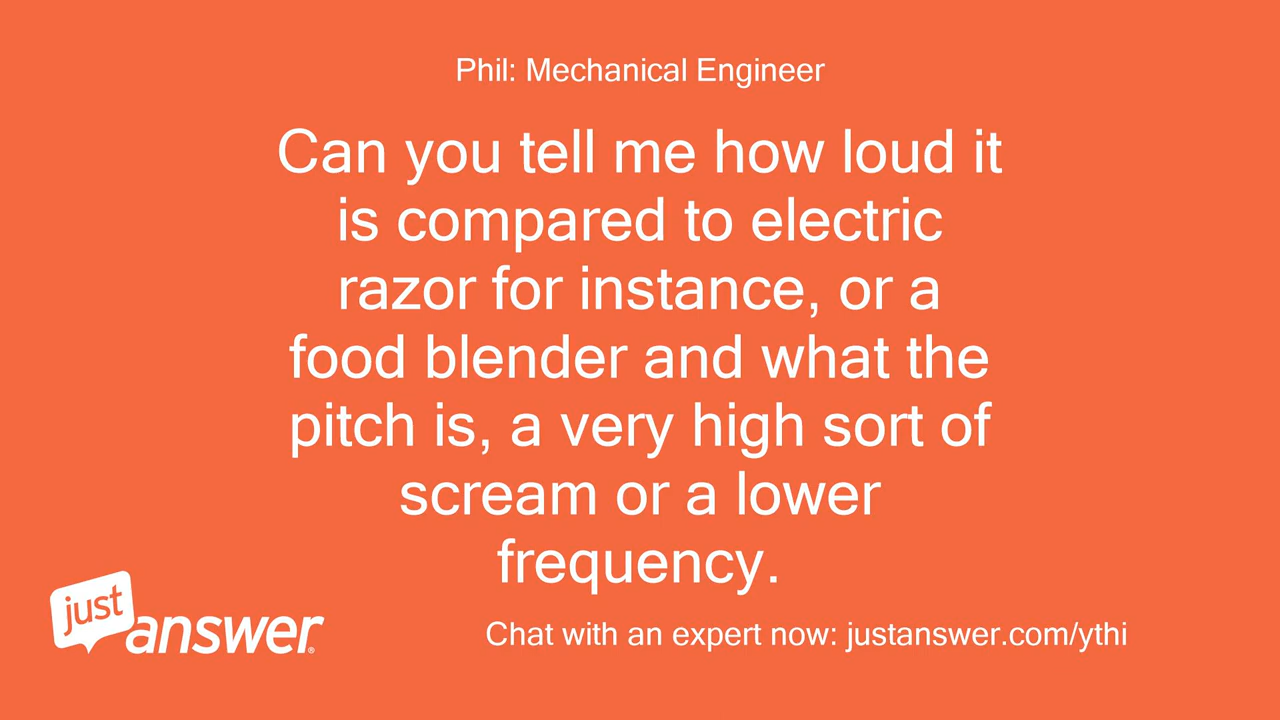 Phil: Mechanical Engineer
Can you tell me how loud it
is compared to electric
razor for instance, or a
food blender and what the
pitch is, a very high sort of
scream or a lower
frequency.
just
answer®
Chat with an expert now: justanswer.com/ythi